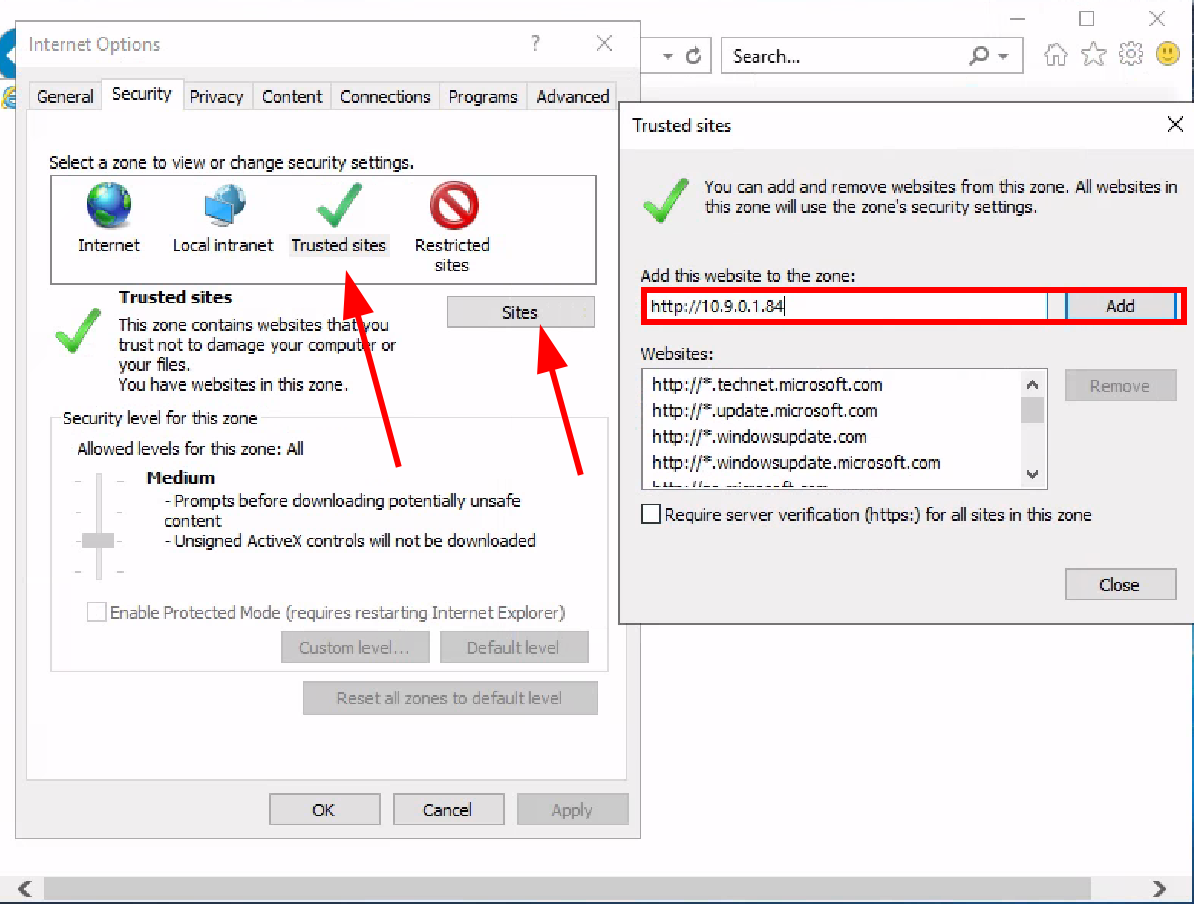 Internet Options
?
Search...
General
Security
Privacy
Content
Connections
Programs
Advanced
Select a zone to view or change security settings.
Internet
Local intranet
Trusted sites
Restricted
sites
Trusted sites
Sites
This zone contains websites that you
trust not to damage your computer or
your files.
You have websites in this zone.
Security level for this zone
Allowed levels for this zone: All
Medium
- Prompts before downloading potentially unsafe
content
- Unsigned ActiveX controls will not be downloaded
Enable Protected Mode (requires restarting Internet Explorer)
Custom level...
Default level
Reset all zones to default level
OK
Cancel
Apply
Trusted sites
You can add and remove websites from this zone. All websites in
this zone will use the zone's security settings.
Add this website to the zone:
http://10.9.0.1.84
Add
Websites:
http://*.technet.microsoft.com
http://*.update.microsoft.com
http://*.windowsupdate.com
http://*.windowsupdate.microsoft.com
Remove
Require server verification (https:) for all sites in this zone
Close